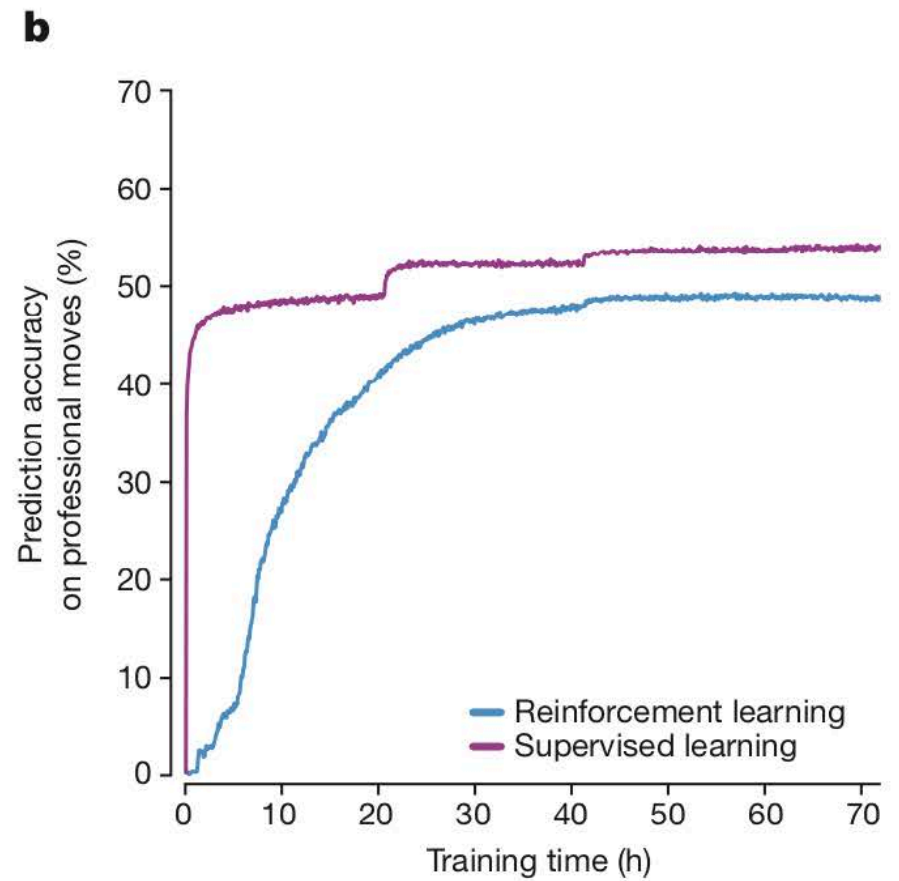 b
Prediction accuracy
on professional moves (%)
70
60
50
40
30
20
10
0
Reinforcement learning
Supervised learning
0 10 20 30 40 50 60 70
Training time (h)